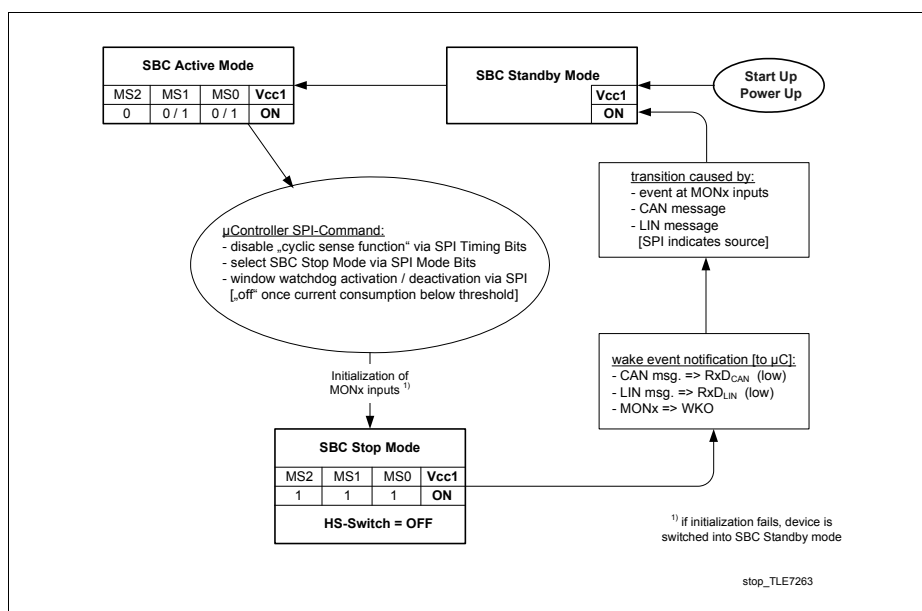 SBC Active Mode
MS2 MS1 MS0 Vcc1
0 0 / 1 0 / 1 ON
SBC Standby Mode
Vcc1
ON
Start Up
Power Up
transition caused by:
- event at MONx inputs
- CAN message
- LIN message
[SPI indicates source]
µController SPI-Command:
- disable „cyclic sense function“ via SPI Timing Bits
- select SBC Stop Mode via SPI Mode Bits
- window watchdog activation / deactivation via SPI
[„off“ once current consumption below threshold]
Initialization of
MONx inputs 1)
wake event notification [to µC]:
- CAN msg. => RxDCAN (low)
- LIN msg. => RxDLIN (low)
- MONx => WKO
SBC Stop Mode
MS2 MS1 MS0 Vcc1
1 1 1 ON
HS-Switch = OFF
1) if initialization fails, device is
switched into SBC Standby mode
stop_TLE7263